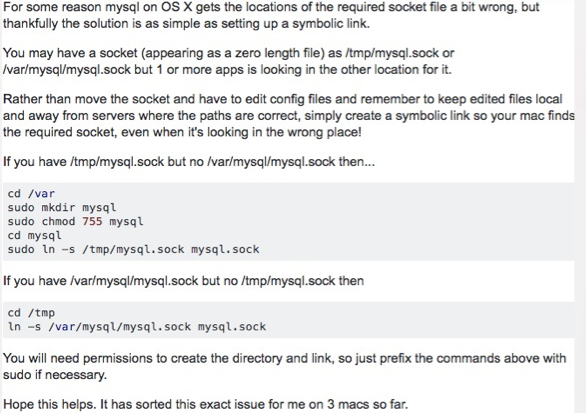 For some reason mysql on OS X gets the locations of the required socket file a bit wrong, but
thankfully the solution is as simple as setting up a symbolic link.
You may have a socket (appearing as a zero length file) as /tmp/mysql.sock or
/var/mysql/mysql.sock but 1 or more apps is looking in the other location for it.
Rather than move the socket and have to edit config files and remember to keep edited files local
and away from servers where the paths are correct, simply create a symbolic link so your mac finds
the required socket, even when it's looking in the wrong place!
If you have /tmp/mysql.sock but no /var/mysql/mysql.sock then...
cd /var
sudo mkdir mysql
sudo chmod 755 mysql
cd mysql
sudo ln -s /tmp/mysql.sock mysql.sock
If you have /var/mysql/mysql.sock but no /tmp/mysql.sock then
cd /tmp
ln -s /var/mysql/mysql.sock mysql.sock
You will need permissions to create the directory and link, so just prefix the commands above with
sudo if necessary.
Hope this helps. It has sorted this exact issue for me on 3 macs so far.